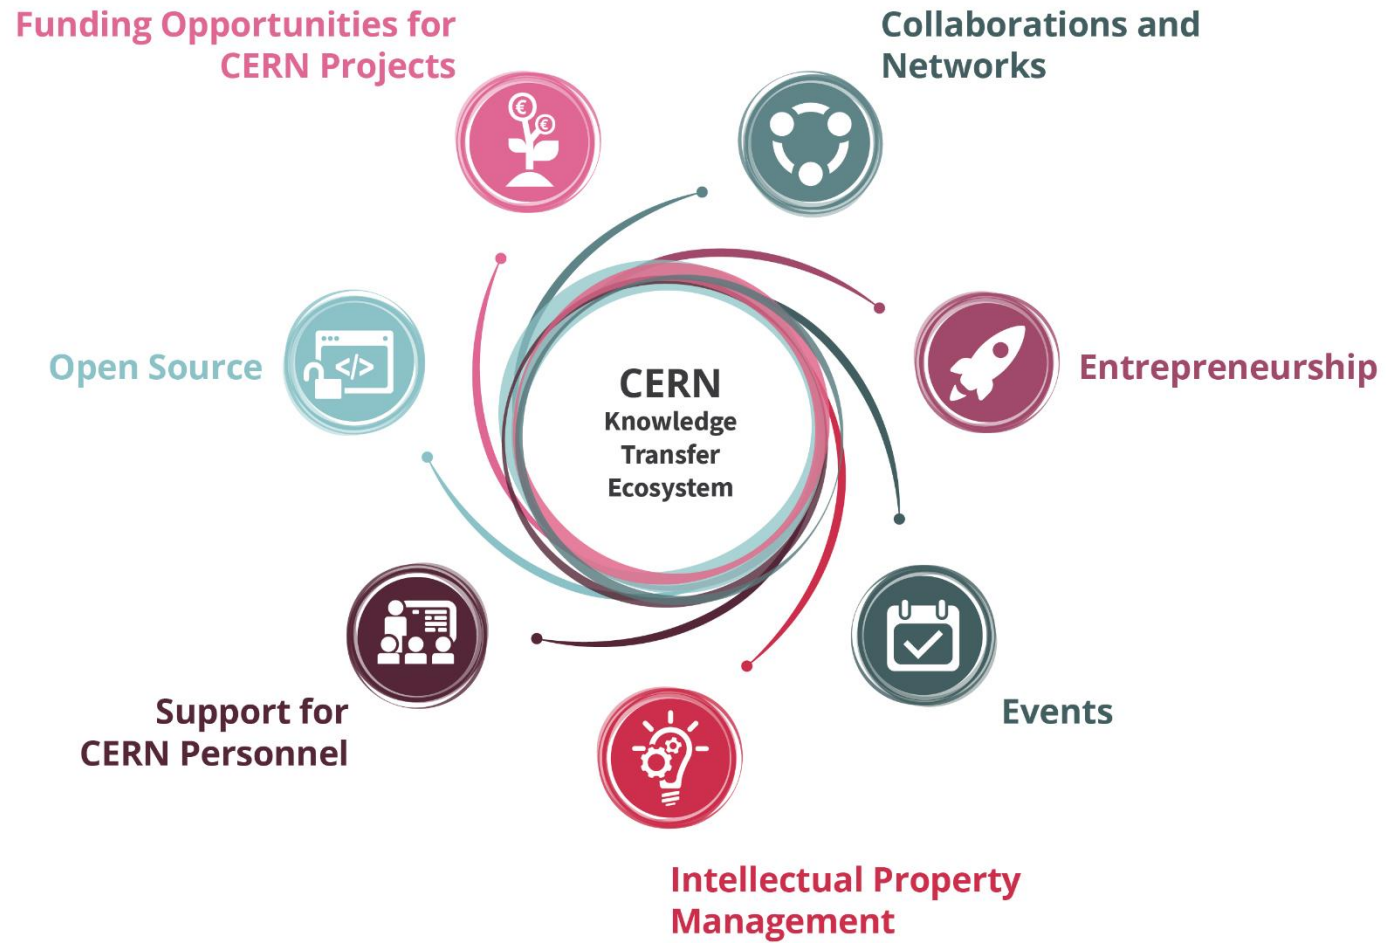 Funding Opportunities for
CERN Projects
Collaborations and
Networks
€
€
Open Source
</>
CERN
Knowledge
Transfer
Ecosystem
Entrepreneurship
Support for
CERN Personnel
Events
Intellectual Property
Management